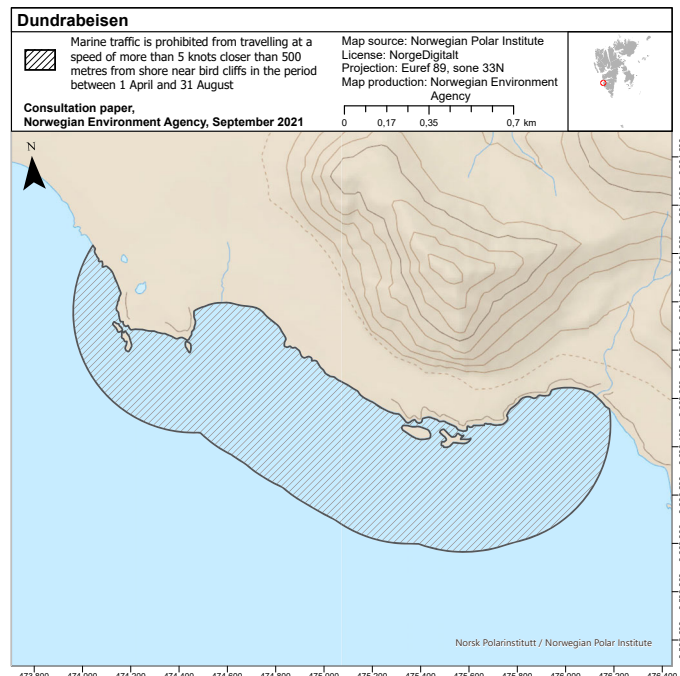 Dundrabeisen
Marine traffic is prohibited from travelling at a
speed of more than 5 knots closer than 500
metres from shore near bird cliffs in the period
between 1 April and 31 August
Consultation paper,
Norwegian Environment Agency, September 2021
Map source: Norwegian Polar Institute
License: NorgeDigitalt
Projection: Euref 89, sone 33N
Map production: Norwegian Environment
Agency
0 0,17 0,35 0,7 km
N
Norsk Polarinstitutt / Norwegian Polar Institute
473 800 474 000 474 200 474 400 474 600 474 800 475 000 475 200 475 400 475 600 475 800 476 000 476 200 476 400